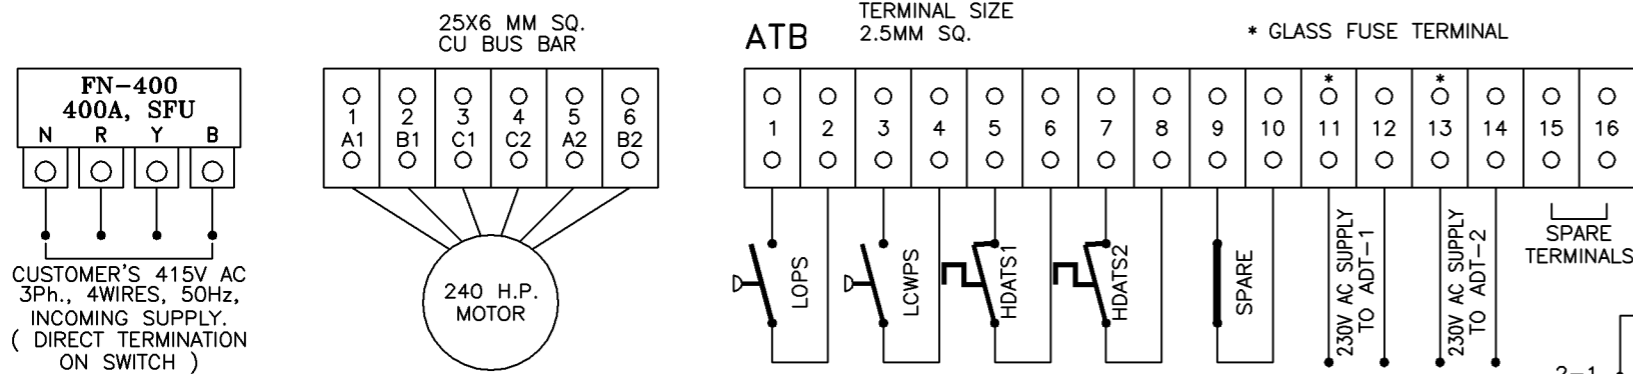 FN-400
400A, SFU
N R Y B
CUSTOMER'S 415V AC
3Ph., 4WIRES, 50Hz,
INCOMING SUPPLY.
( DIRECT TERMINATION
ON SWITCH )
25X6 MM SQ.
CU BUS BAR
1 2 3 4 5 6
A1 B1 C1 C2 A2 B2
240 H.P.
MOTOR
ATB
TERMINAL SIZE
2.5MM SQ.
* GLASS FUSE TERMINAL
* *
1 2 3 4 5 6 7 8 9 10 11 12 13 14 15 16
LOPS
LCWPS
HDATS1
HDATS2
SPARE
230V AC SUPPLY
TO ADT-1
230V AC SUPPLY
TO ADT-2
SPARE
TERMINALS
2-1